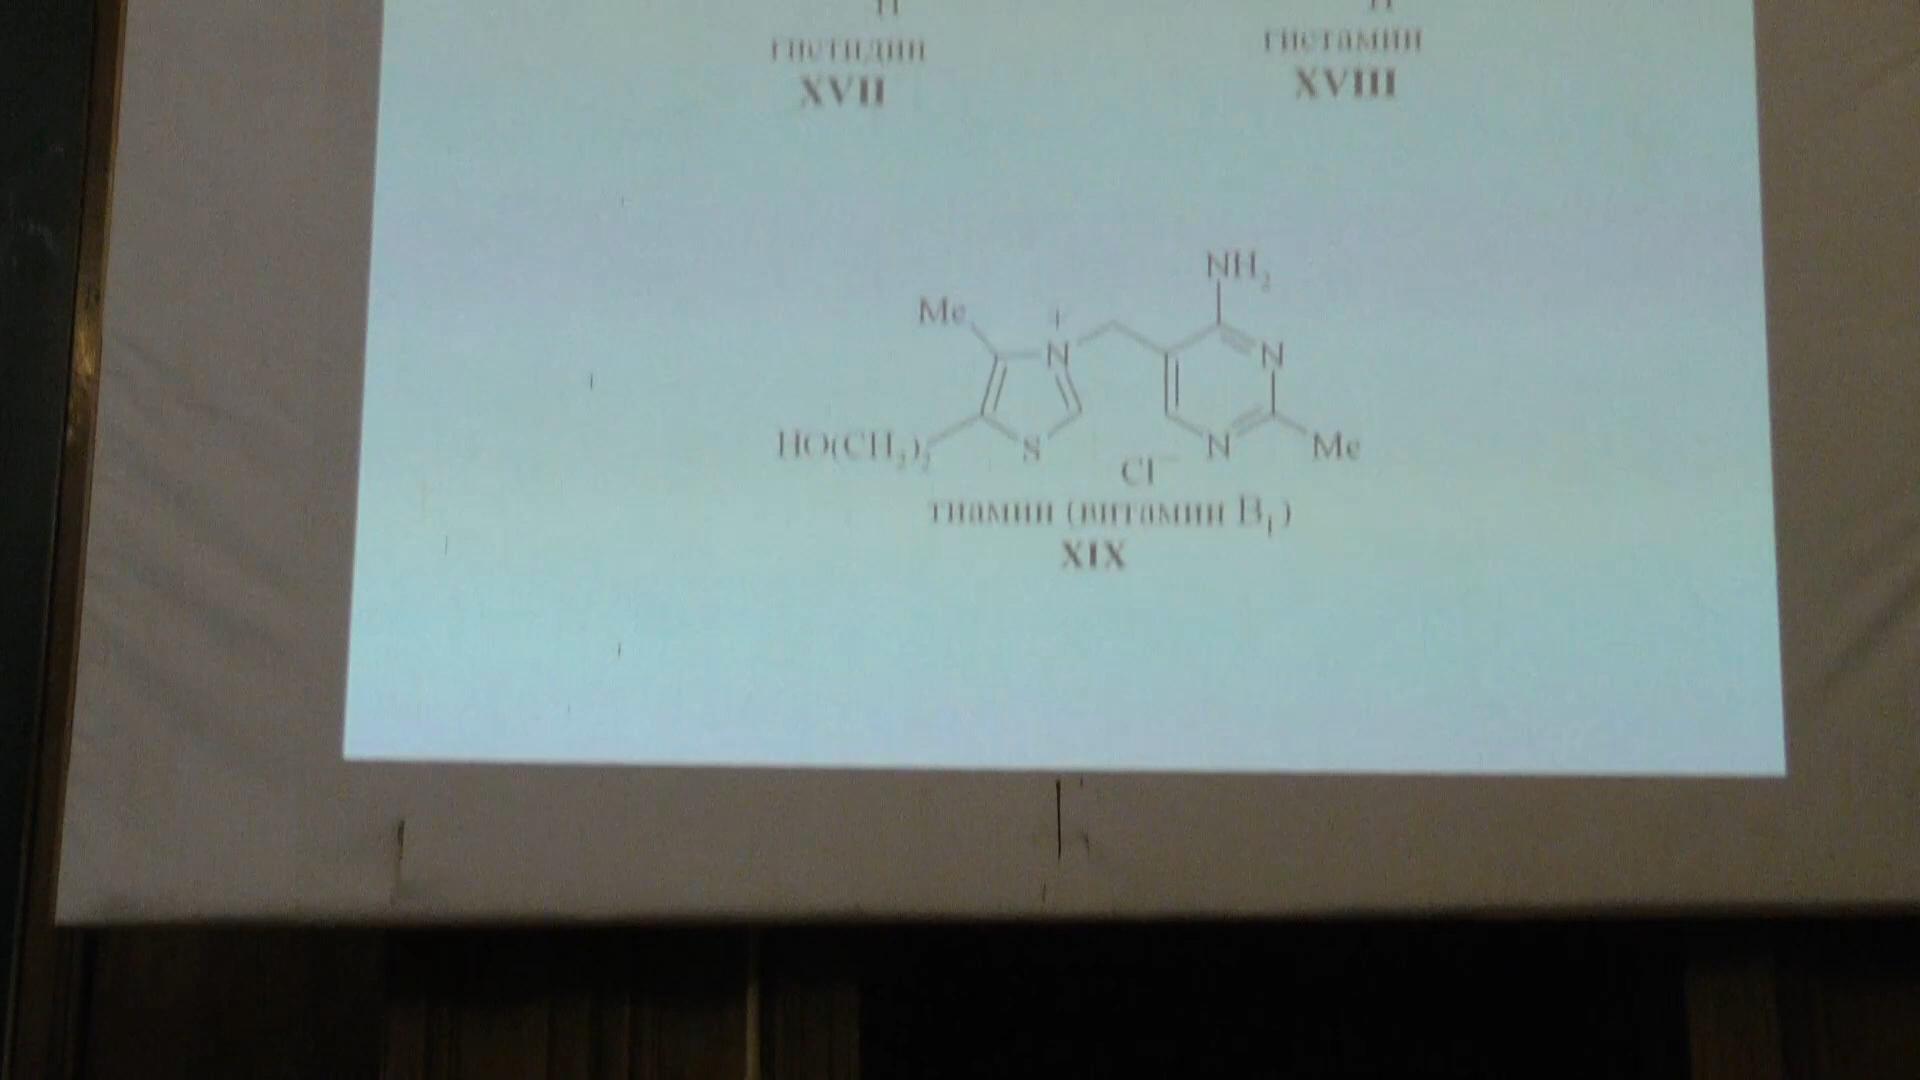 H H
гистидин гистамин
XVII XVIII
NH₂
Me + N N
HO(CH₂)₂ S N Me
Cl⁻
тиамин (витамин B₁)
XIX